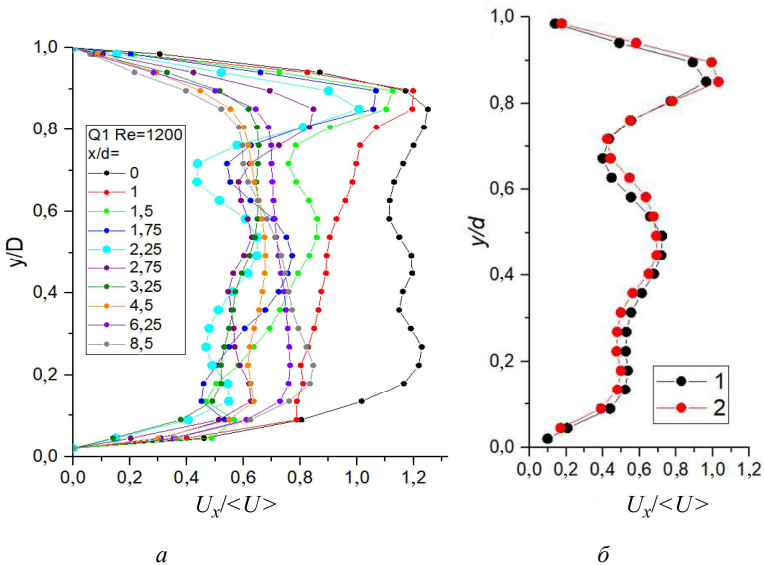 1,0
0,8
0,6
0,4
0,2
0,0
y/D
Q1 Re=1200
x/d=
0
1
1,5
1,75
2,25
2,75
3,25
4,5
6,25
8,5
0,0 0,2 0,4 0,6 0,8 1,0 1,2
Ux/<U>
а
1,0
0,8
0,6
0,4
0,2
0,0
y/d
1
2
0,0 0,2 0,4 0,6 0,8 1,0 1,2
Ux/<U>
б